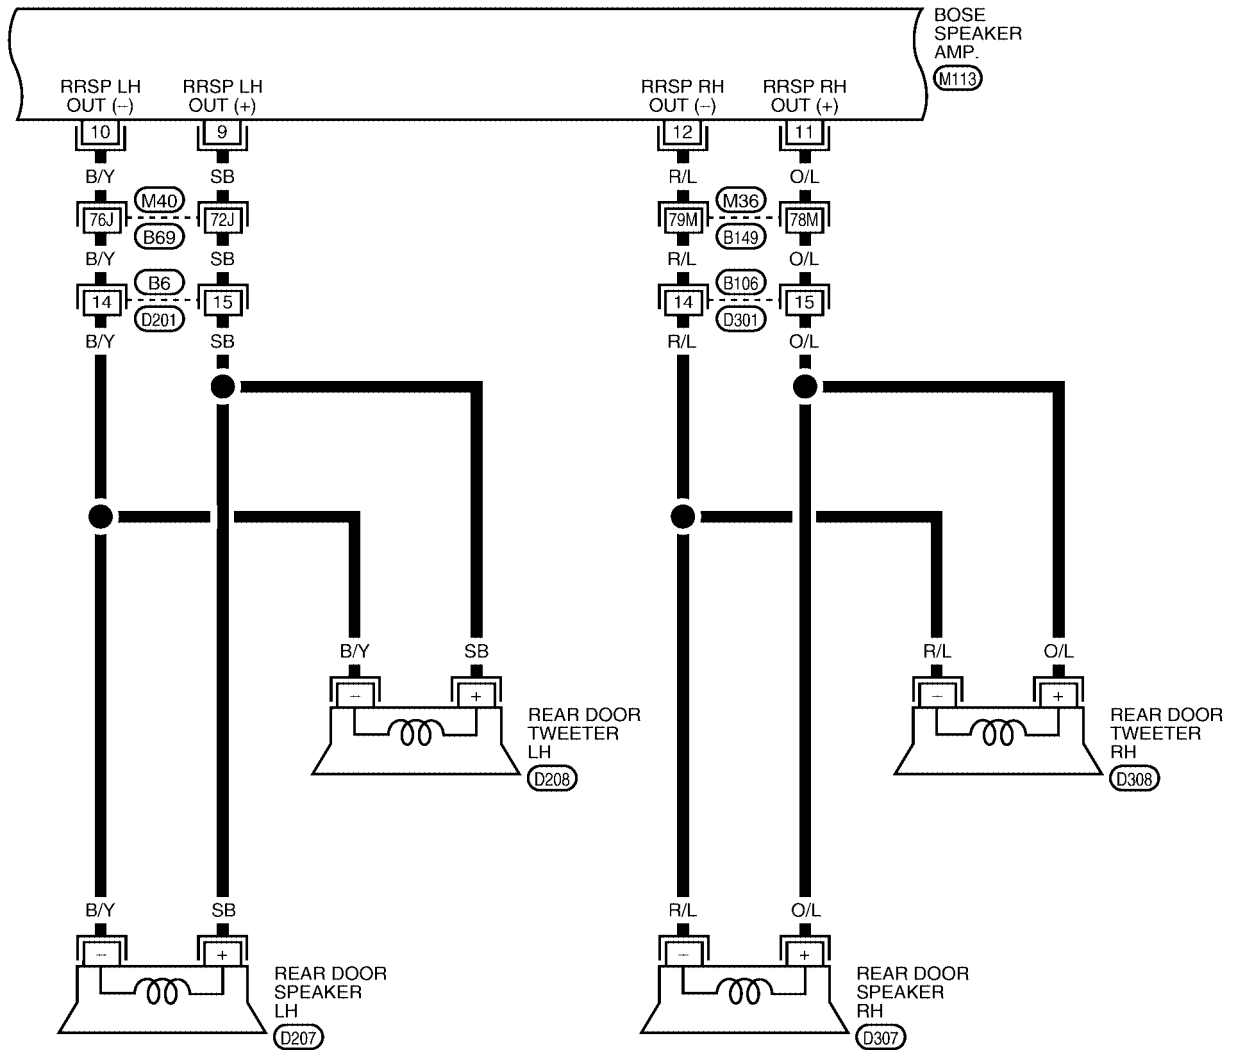 BOSE
SPEAKER
AMP.
M113
RRSP LH
OUT (–)
RRSP LH
OUT (+)
RRSP RH
OUT (–)
RRSP RH
OUT (+)
10
9
12
11
B/Y
SB
R/L
O/L
M40
M36
76J
72J
79M
78M
B69
B149
B/Y
SB
R/L
O/L
B6
B106
14
15
14
15
D201
D301
B/Y
SB
R/L
O/L
B/Y
SB
R/L
O/L
–
+
–
+
REAR DOOR
TWEETER
LH
D208
REAR DOOR
TWEETER
RH
D308
B/Y
SB
R/L
O/L
–
+
–
+
REAR DOOR
SPEAKER
LH
D207
REAR DOOR
SPEAKER
RH
D307